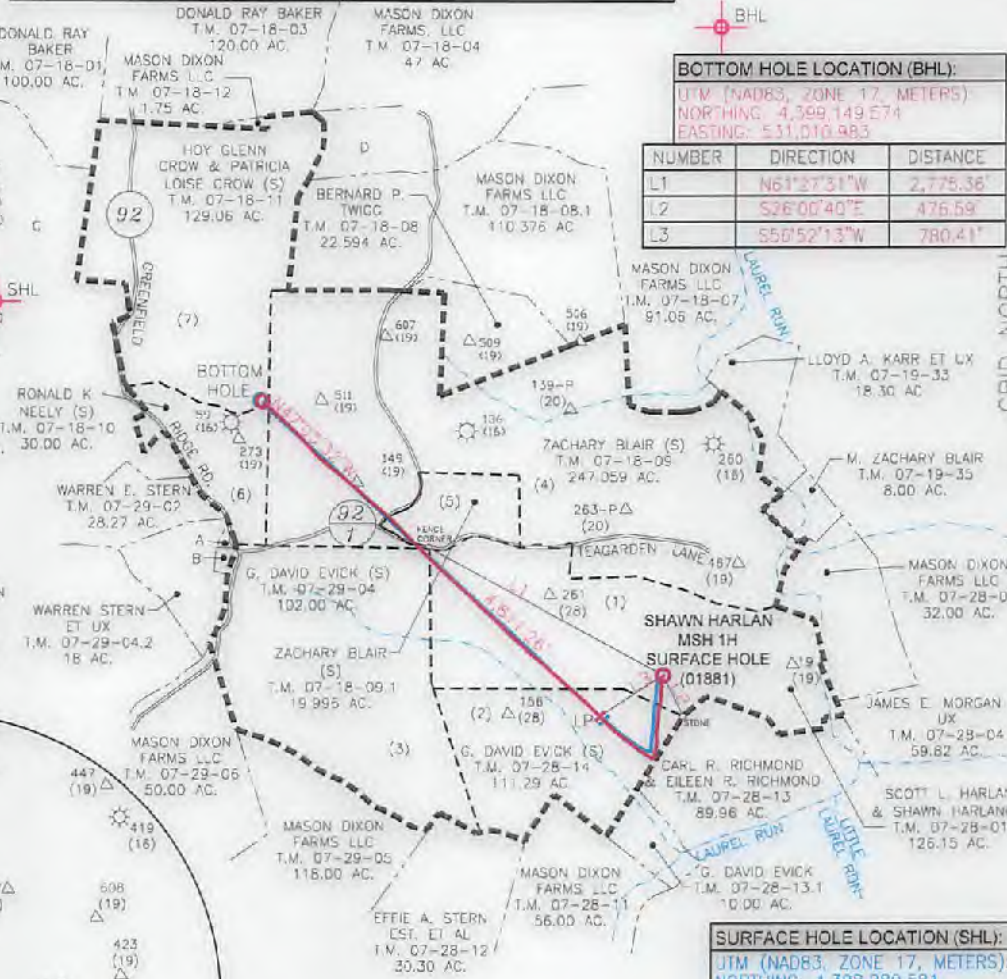 DONALD RAY
BAKER
T.M. 07-18-01
100.00 AC.
DONALD RAY BAKER
T.M. 07-18-03
120.00 AC.
MASON DIXON
FARMS, LLC
T.M. 07-18-04
47 AC.
MASON DIXON
FARMS LLC
T.M. 07-18-12
1.75 AC.
BHL
BOTTOM HOLE LOCATION (BHL):
UTM (NAD83, ZONE 17, METERS)
NORTHING: 4,399,149.574
EASTING: 531,010.983
NUMBER DIRECTION DISTANCE
L1 N61°27'31"W 2,775.36'
L2 S26°00'40"E 476.59'
L3 S56°52'13"W 780.41'
HOY GLENN
CROW & PATRICIA
LOISE CROW (S)
T.M. 07-18-11
129.06 AC.
D
C
92
BERNARD P.
TWIGG
T.M. 07-18-08
22.594 AC.
MASON DIXON
FARMS LLC
T.M. 07-18-08.1
110.376 AC.
MASON DIXON
FARMS LLC
T.M. 07-18-07
91.05 AC.
LAUREL RUN
SHL
GREENFIELD
RIDGE RD.
(7)
607
(19)
509
(19)
506
(19)
LLOYD A. KARR ET UX
T.M. 07-19-33
18.30 AC.
BOTTOM
HOLE
RONALD K.
NEELY (S)
T.M. 07-18-10
30.00 AC.
(16)
273
(19)
511
(19)
136
(16)
139-P
(20)
ZACHARY BLAIR (S)
T.M. 07-18-09
247.059 AC.
260
(16)
M. ZACHARY BLAIR
T.M. 07-19-35
8.00 AC.
WARREN E. STERN
T.M. 07-29-02
28.27 AC.
(6)
149
(19)
(5)
(4)
263-P
(20)
92
1
FENCE
CORNER
TEAGARDEN LANE
467
(19)
A
B
G. DAVID EVICK (S)
T.M. 07-29-04
102.00 AC.
L1
261
(28)
(1)
MASON DIXON
FARMS LLC
32.00 AC.
WARREN STERN
ET UX
T.M. 07-29-04.2
18 AC.
SHAWN HARLAN
MSH 1H
SURFACE HOLE
(01881)
ZACHARY BLAIR
(S)
T.M. 07-18-09.1
19.995 AC.
(19)
(2)
156
(28)
LP
STONE
JAMES E. MORGAN
UX
T.M. 07-28-04
59.82 AC.
(3)
G. DAVID EVICK (S)
T.M. 07-28-14
111.29 AC.
MASON DIXON
FARMS LLC
T.M. 07-29-06
50.00 AC.
CARL R. RICHMOND
& EILEEN R. RICHMOND
T.M. 07-28-13
89.96 AC.
SCOTT L. HARLAN
& SHAWN HARLAN
T.M. 07-28-01
126.15 AC.
447
(19)
419
(16)
MASON DIXON
FARMS LLC
T.M. 07-29-05
118.00 AC.
LAUREL RUN
LITTLE
LAUREL RUN
MASON DIXON
FARMS LLC
T.M. 07-28-11
56.00 AC.
G. DAVID EVICK
T.M. 07-28-13.1
10.00 AC.
608
(19)
423
(19)
EFFIE A. STERN
EST. ET AL
T.M. 07-28-12
30.30 AC.
SURFACE HOLE LOCATION (SHL):
UTM (NAD83, ZONE 17, METERS)